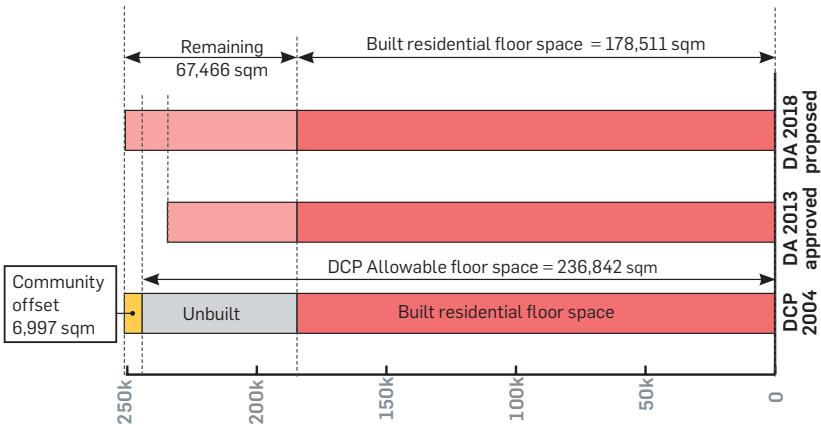 Remaining
67,466 sqm
Built residential floor space = 178,511 sqm
DA 2018
proposed
DA 2013
approved
DCP Allowable floor space = 236,842 sqm
Community
offset
6,997 sqm
Unbuilt
Built residential floor space
DCP
2004
250k
200k
150k
100k
50k
0